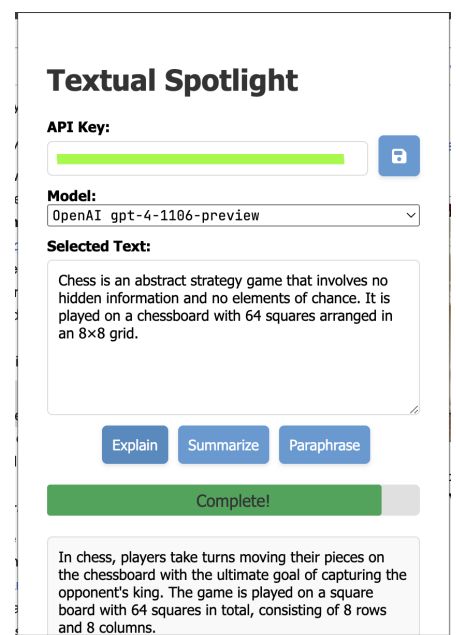 Textual Spotlight
API Key:
Model:
OpenAI gpt-4-1106-preview
Selected Text:
Chess is an abstract strategy game that involves no
hidden information and no elements of chance. It is
played on a chessboard with 64 squares arranged in
an 8×8 grid.
Explain Summarize Paraphrase
Complete!
In chess, players take turns moving their pieces on
the chessboard with the ultimate goal of capturing the
opponent's king. The game is played on a square
board with 64 squares in total, consisting of 8 rows
and 8 columns.